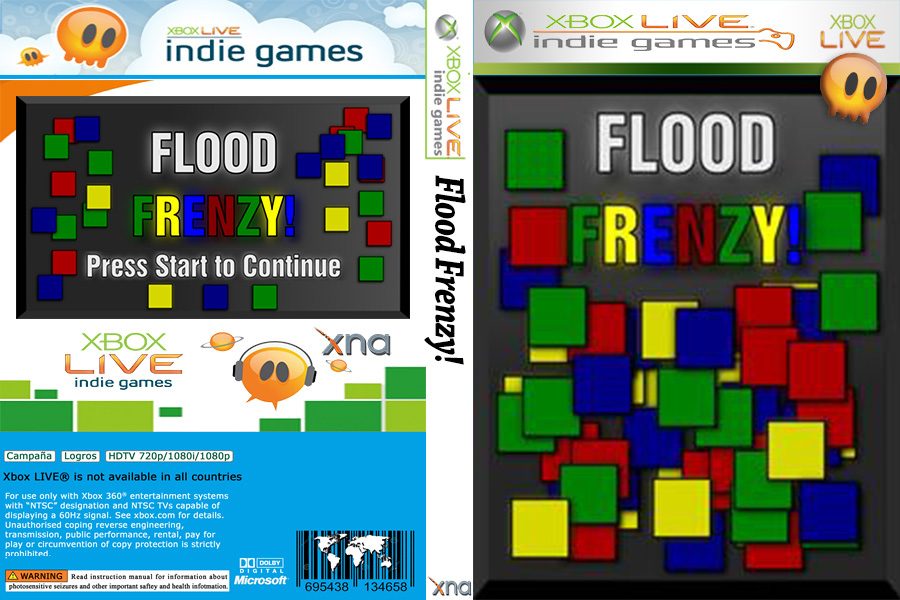 XBOX LIVE
indie games
FLOOD
FRENZY!
Press Start to Continue
XBOX
LIVE
indie games
xna
Campaña Logros HDTV 720p/1080i/1080p
Xbox LIVE® is not available in all countries
For use only with Xbox 360® entertainment systems
with "NTSC" designation and NTSC TVs capable of
displaying a 60Hz signal. See xbox.com for details.
Unauthorised coping reverse engineering,
transmission, public performance, rental, pay for
play or circumvention of copy protection is strictly
prohibited.
WARNING Read instruction manual for information about
photosensitive seizures and other important saftey and health infotmation.
DOLBY
DIGITAL
Microsoft
695438 134658
XBOX LIVE
indie games
Flood Frenzy!
xna
XBOX LIVE
indie games
XBOX
LIVE
FLOOD
FRENZY!